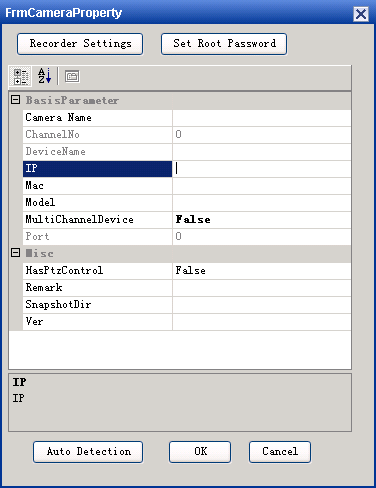 FrmCameraProperty
Recorder Settings Set Root Password
BasisParameter
Camera Name
ChannelNo 0
DeviceName
IP
Mac
Model
MultiChannelDevice False
Port 0
Misc
HasPtzControl False
Remark
SnapshotDir
Ver
IP
IP
Auto Detection OK Cancel